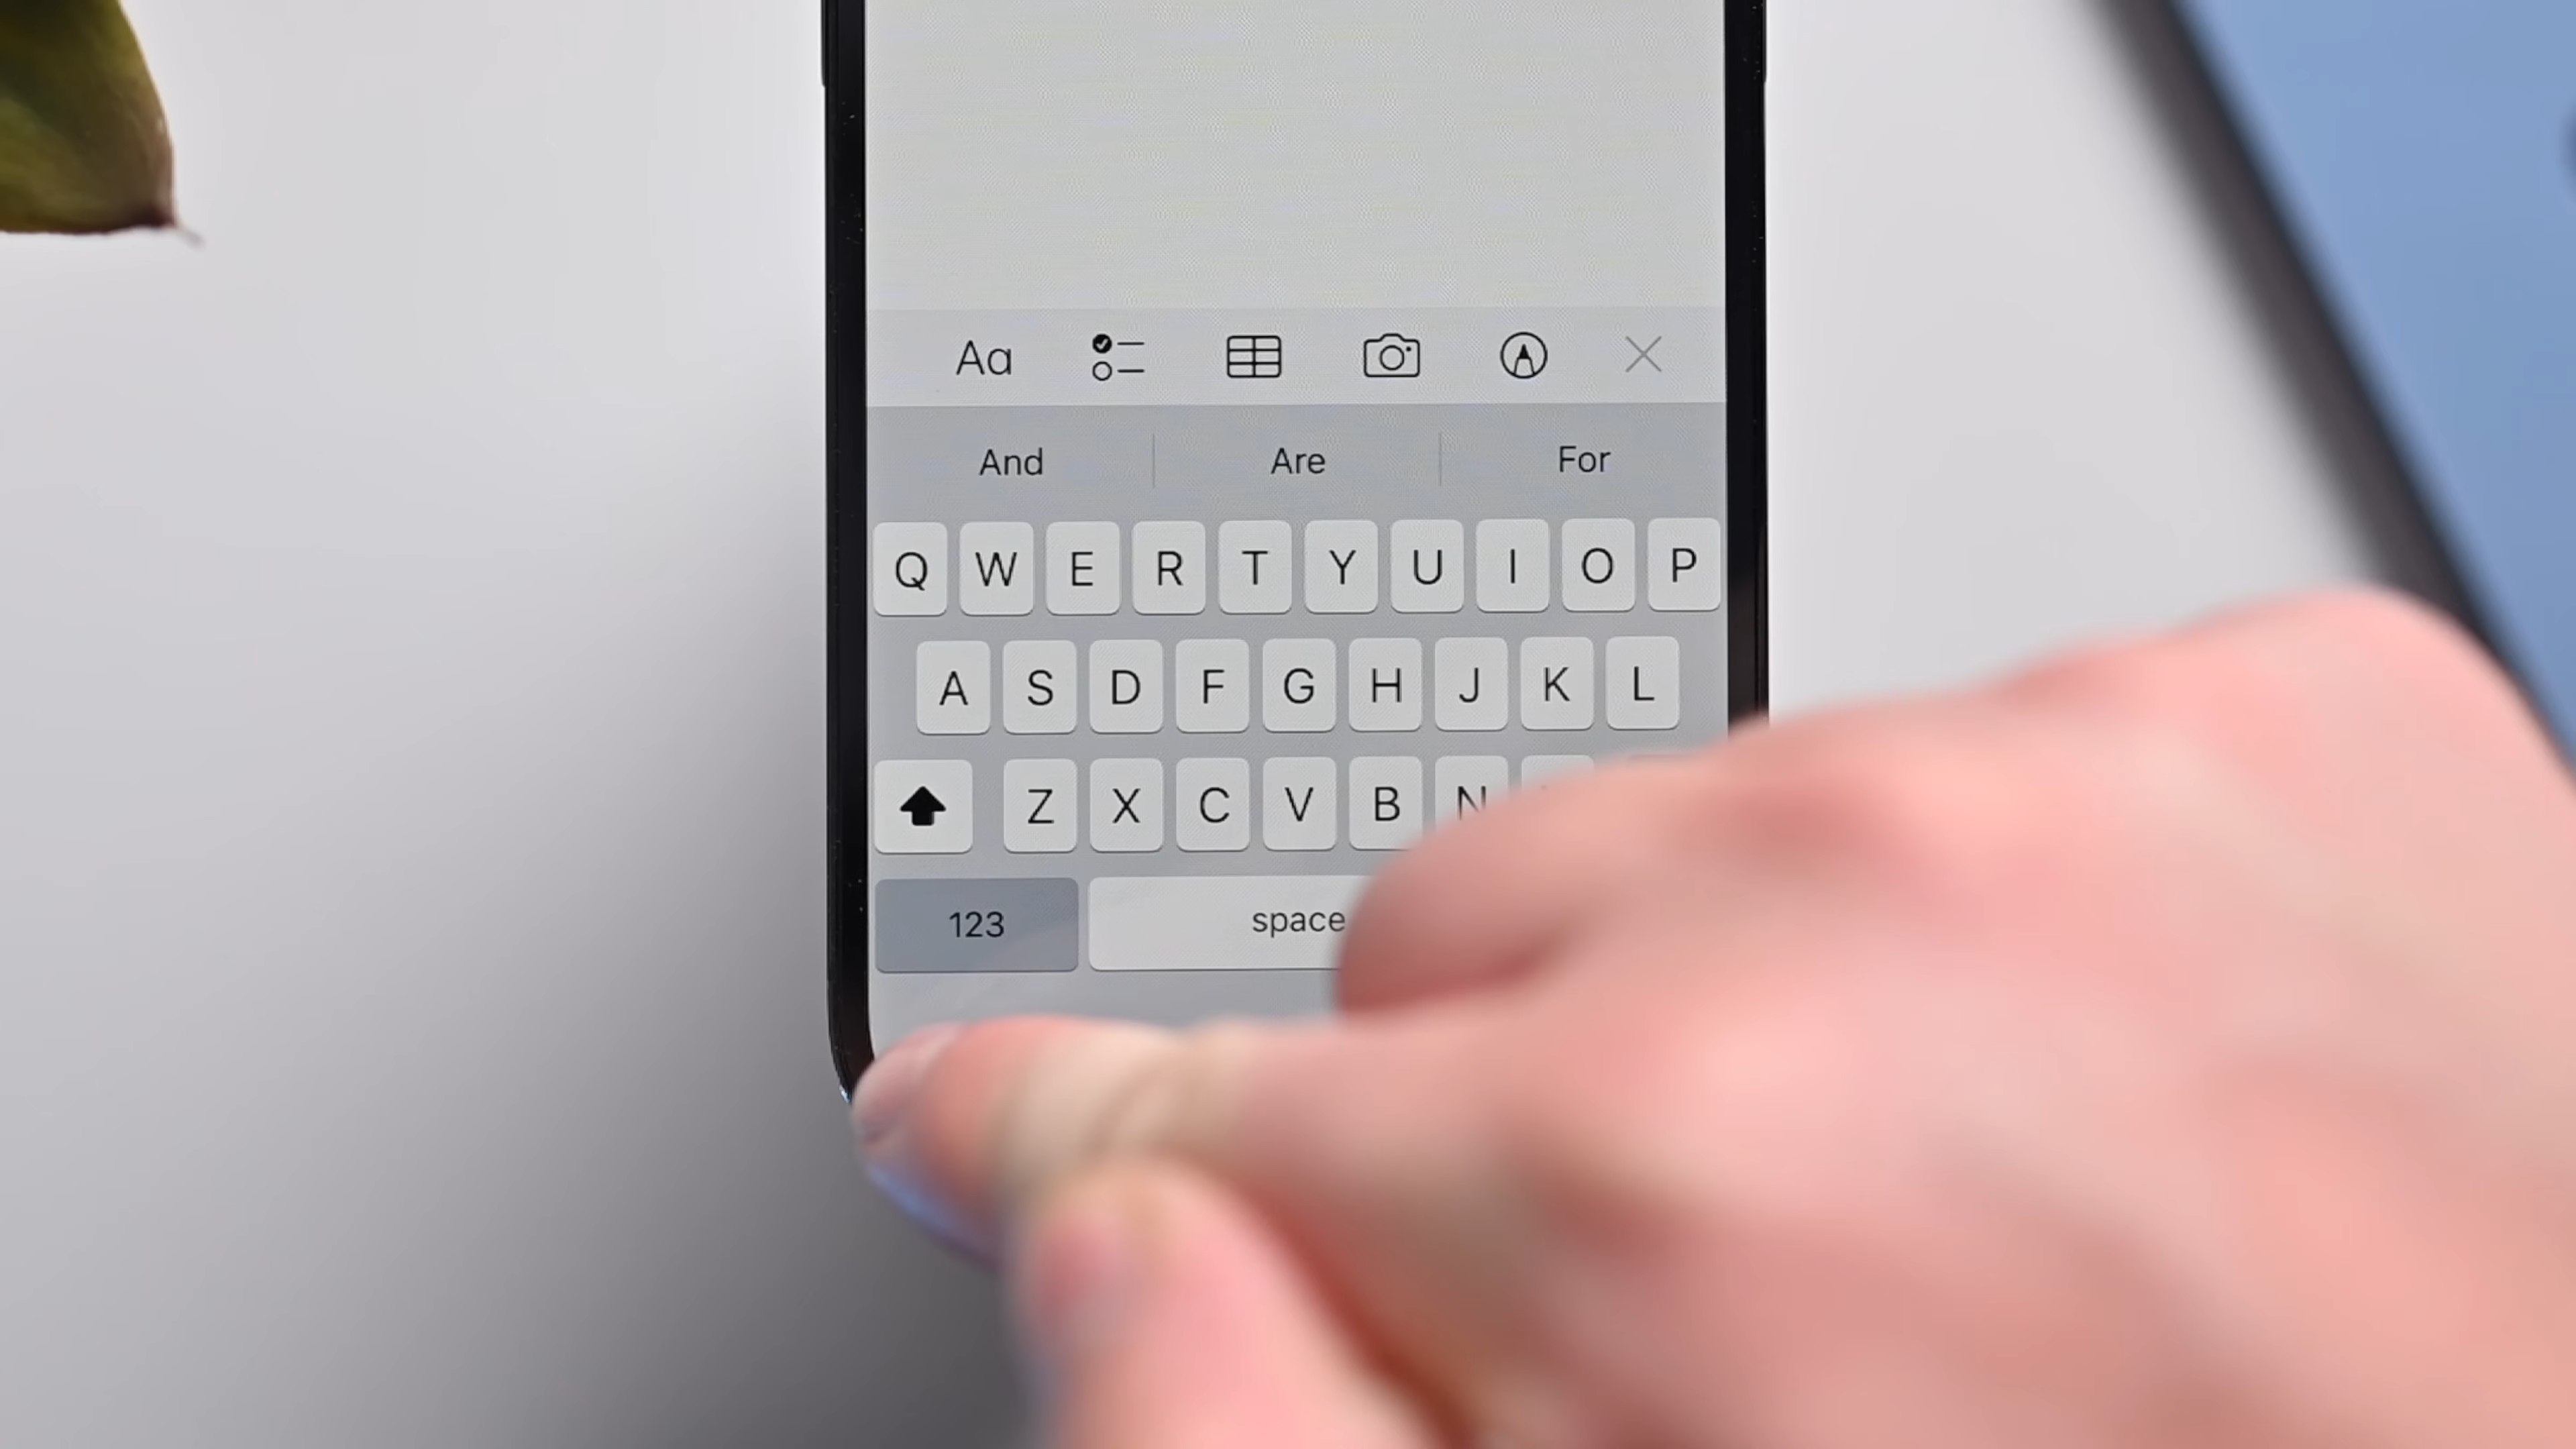 Aa
And Are For
Q W E R T Y U I O P
A S D F G H J K L
Z X C V B N
123 space